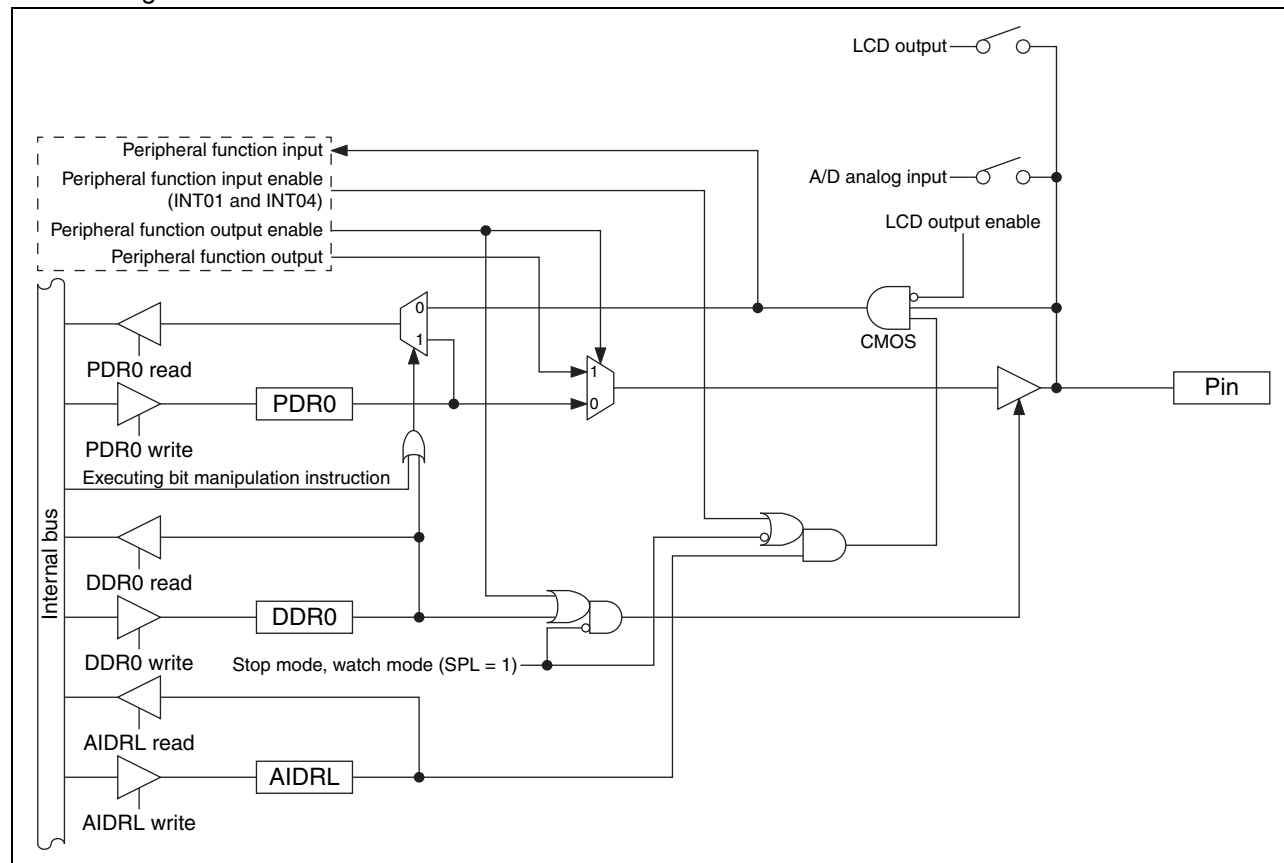 LCD output
Peripheral function input
Peripheral function input enable
(INT01 and INT04)
A/D analog input
Peripheral function output enable
LCD output enable
Peripheral function output
0
1
CMOS
PDR0 read
1
PDR0
0
Pin
PDR0 write
Executing bit manipulation instruction
Internal bus
DDR0 read
DDR0
DDR0 write
Stop mode, watch mode (SPL = 1)
AIDRL read
AIDRL
AIDRL write